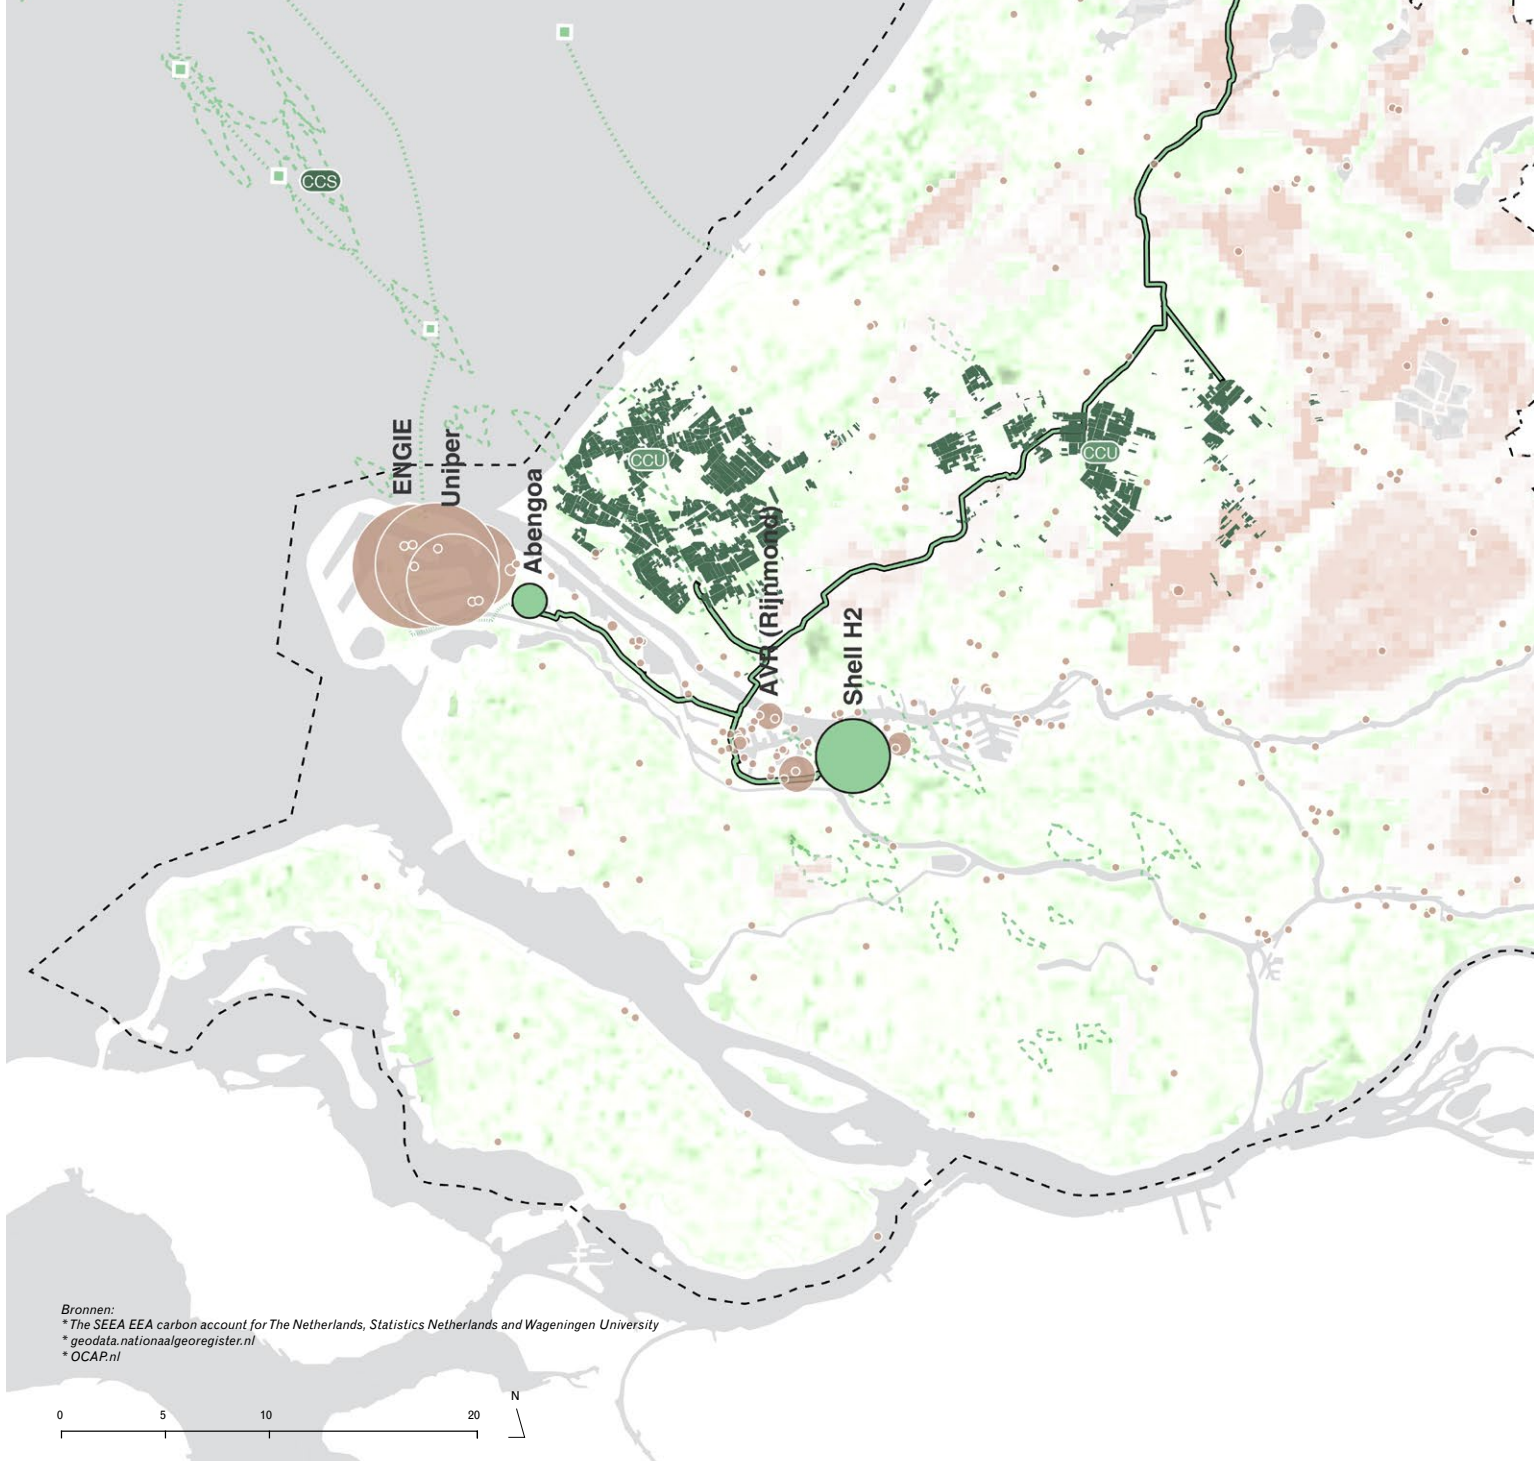 CCS
ENGIE
Uniper
Abengoa
CCU
CCU
AVR (Rijnmond)
Shell H2
Bronnen:
* The SEEA EEA carbon account for The Netherlands, Statistics Netherlands and Wageningen University
* geodata.nationaalgeoregister.nl
* OCAP.nl
0 5 10 20
N